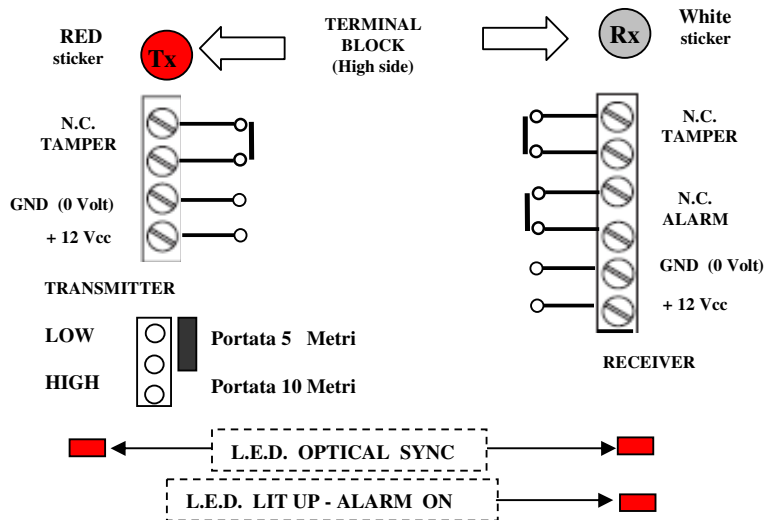 RED
sticker
Tx
TERMINAL
BLOCK
(High side)
Rx
White
sticker
N.C.
TAMPER
GND (0 Volt)
+ 12 Vcc
TRANSMITTER
N.C.
TAMPER
N.C.
ALARM
GND (0 Volt)
+ 12 Vcc
RECEIVER
LOW
Portata 5 Metri
HIGH
Portata 10 Metri
L.E.D. OPTICAL SYNC
L.E.D. LIT UP - ALARM ON